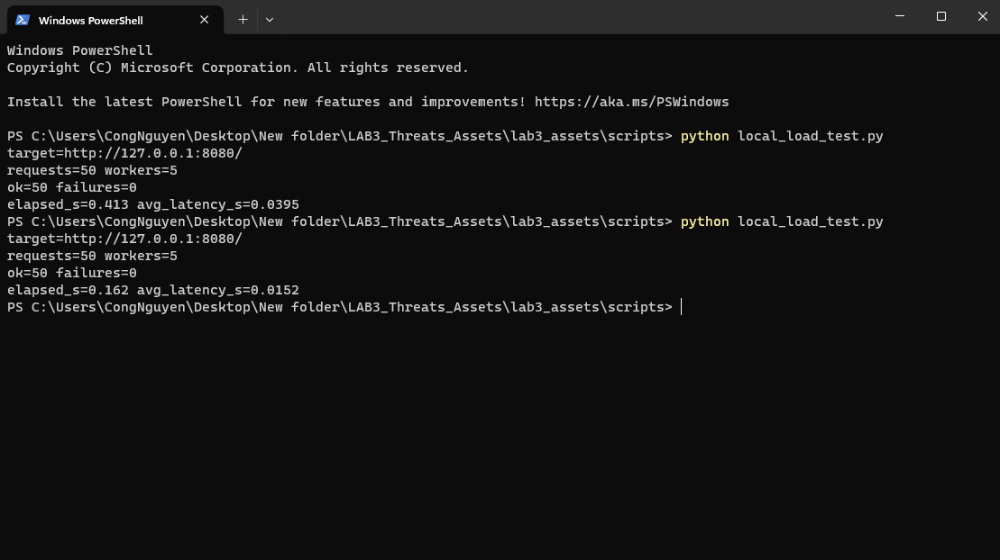 Windows PowerShell
Windows PowerShell
Copyright (C) Microsoft Corporation. All rights reserved.
Install the latest PowerShell for new features and improvements! https://aka.ms/PSWindows
PS C:\Users\CongNguyen\Desktop\New folder\LAB3_Threats_Assets\lab3_assets\scripts> python local_load_test.py
target=http://127.0.0.1:8080/
requests=50 workers=5
ok=50 failures=0
elapsed_s=0.413 avg_latency_s=0.0395
PS C:\Users\CongNguyen\Desktop\New folder\LAB3_Threats_Assets\lab3_assets\scripts> python local_load_test.py
target=http://127.0.0.1:8080/
requests=50 workers=5
ok=50 failures=0
elapsed_s=0.162 avg_latency_s=0.0152
PS C:\Users\CongNguyen\Desktop\New folder\LAB3_Threats_Assets\lab3_assets\scripts>